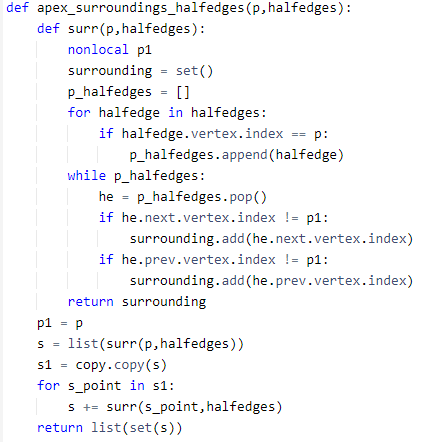 def apex_surroundings_halfedges(p,halfedges):
    def surr(p,halfedges):
        nonlocal p1
        surrounding = set()
        p_halfedges = []
        for halfedge in halfedges:
            if halfedge.vertex.index == p:
                p_halfedges.append(halfedge)
        while p_halfedges:
            he = p_halfedges.pop()
            if he.next.vertex.index != p1:
                surrounding.add(he.next.vertex.index)
            if he.prev.vertex.index != p1:
                surrounding.add(he.prev.vertex.index)
        return surrounding
    p1 = p
    s = list(surr(p,halfedges))
    s1 = copy.copy(s)
    for s_point in s1:
        s += surr(s_point,halfedges)
    return list(set(s))